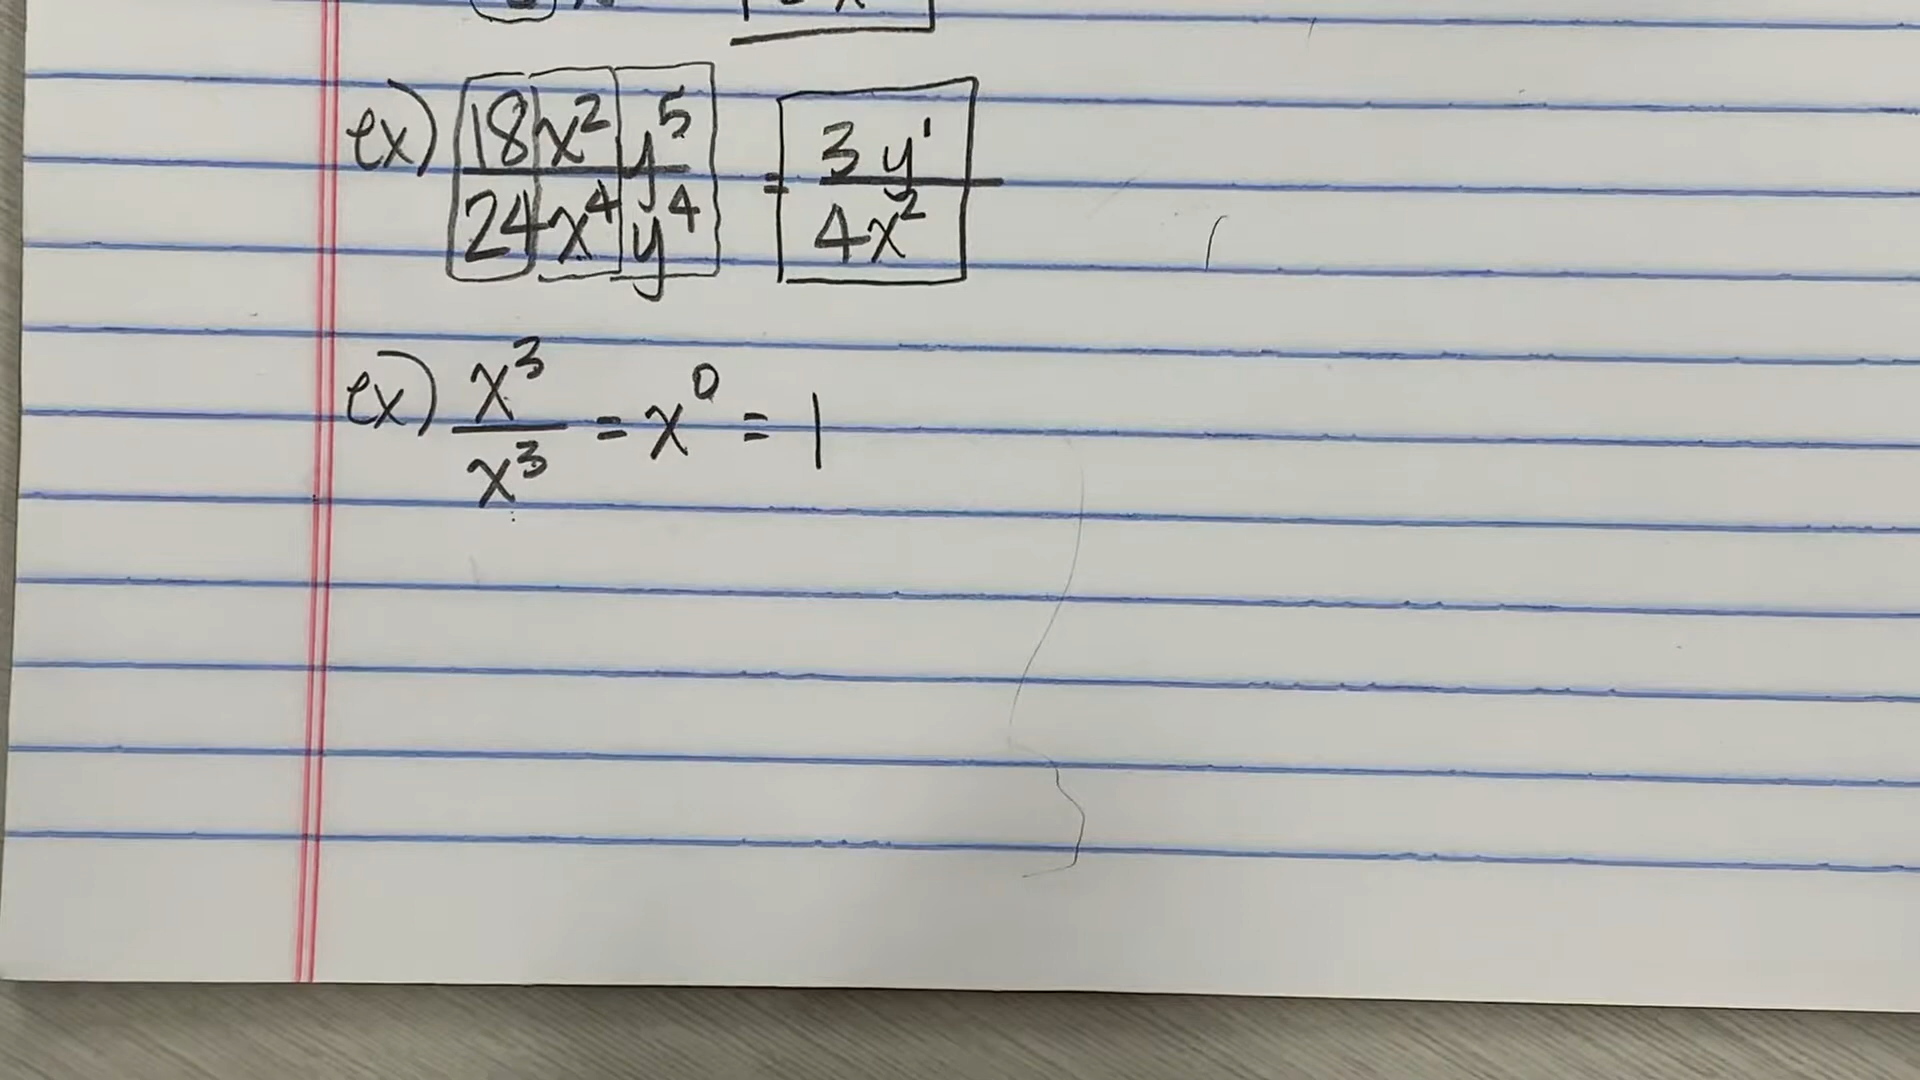 ex) 18x²y⁵ / 24x⁴y⁴ = 3y¹ / 4x²
ex) x³ / x³ = x⁰ = 1